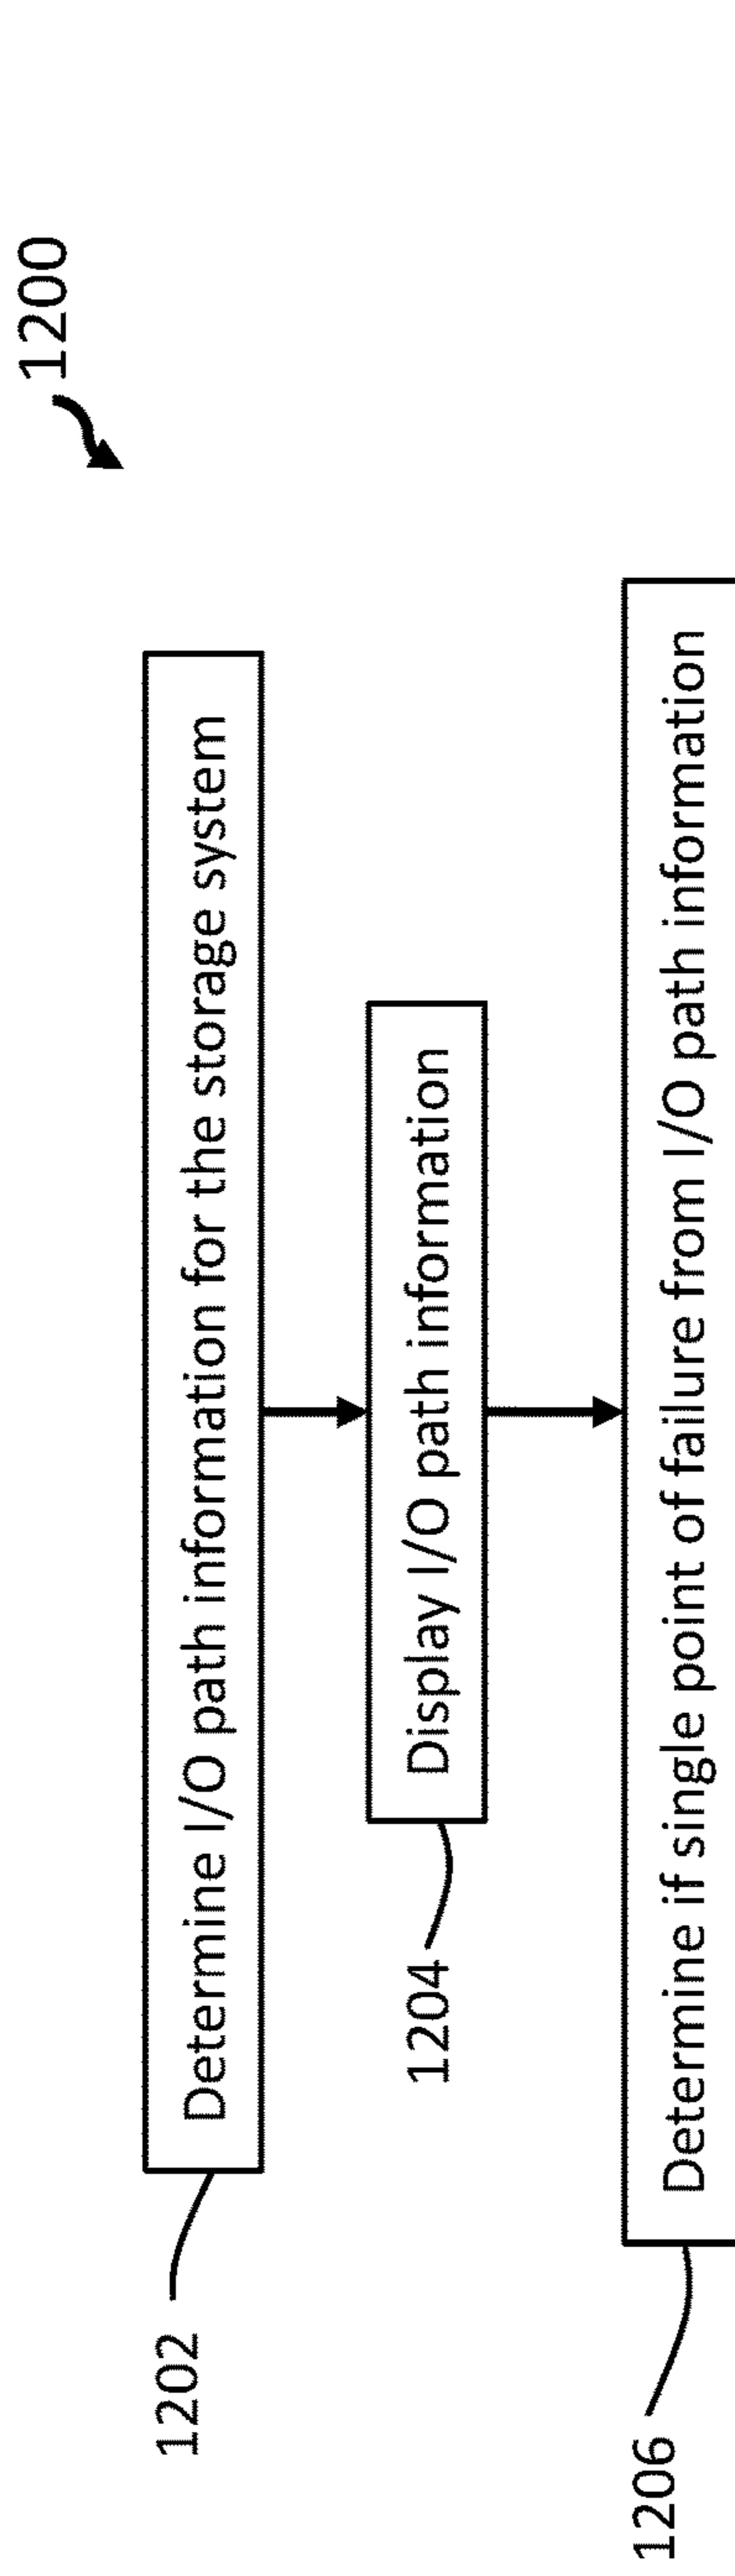 1200
1202
Determine I/O path information for the storage system
1204
Display I/O path information
1206
Determine if single point of failure from I/O path information